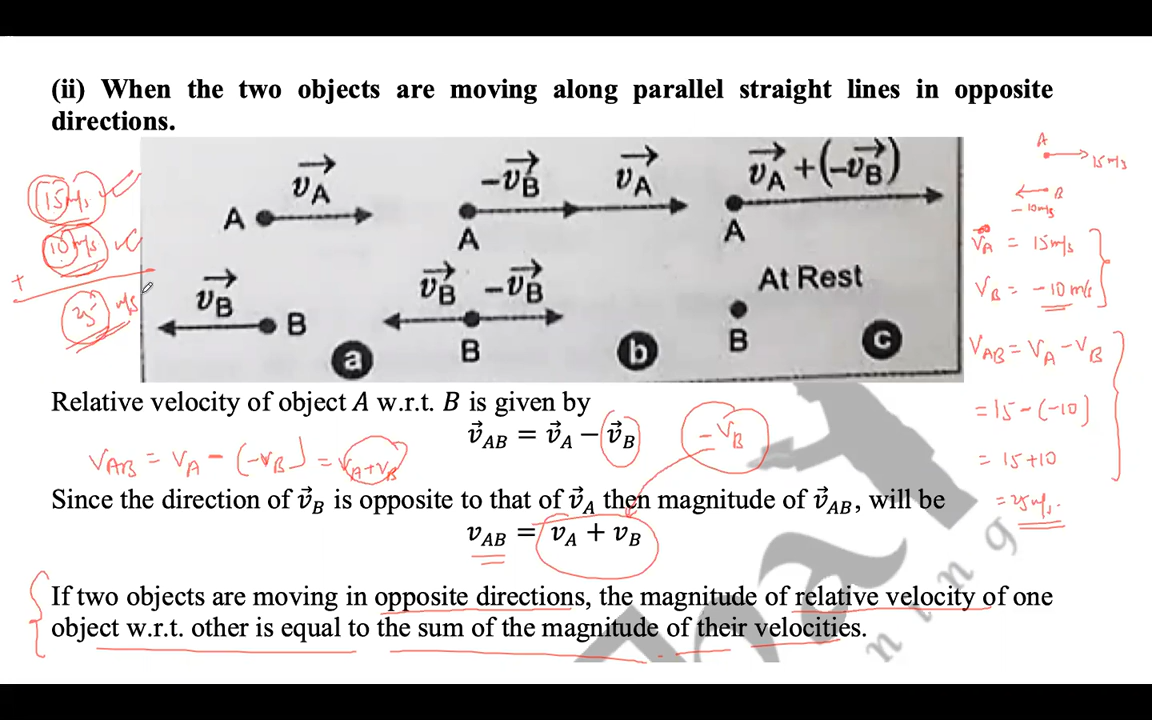 (ii) When the two objects are moving along parallel straight lines in opposite
directions.
15m/s
10m/s
+
25 m/s
A
v⃗A
v⃗B
B
a
-v⃗B v⃗A
A
v⃗B -v⃗B
B
b
v⃗A+(-v⃗B)
A
At Rest
B
c
A
15m/s
B
-10m/s
v⃗A = 15m/s
VB = -10 m/s
VAB = VA - VB
= 15 - (-10)
= 15 + 10
= 25m/s.
Relative velocity of object A w.r.t. B is given by
v⃗AB = v⃗A − v⃗B
-VB
VAB = VA - (-VB) = VA+VB
Since the direction of v⃗B is opposite to that of v⃗A then magnitude of v⃗AB, will be
vAB = vA + vB
If two objects are moving in opposite directions, the magnitude of relative velocity of one
object w.r.t. other is equal to the sum of the magnitude of their velocities.